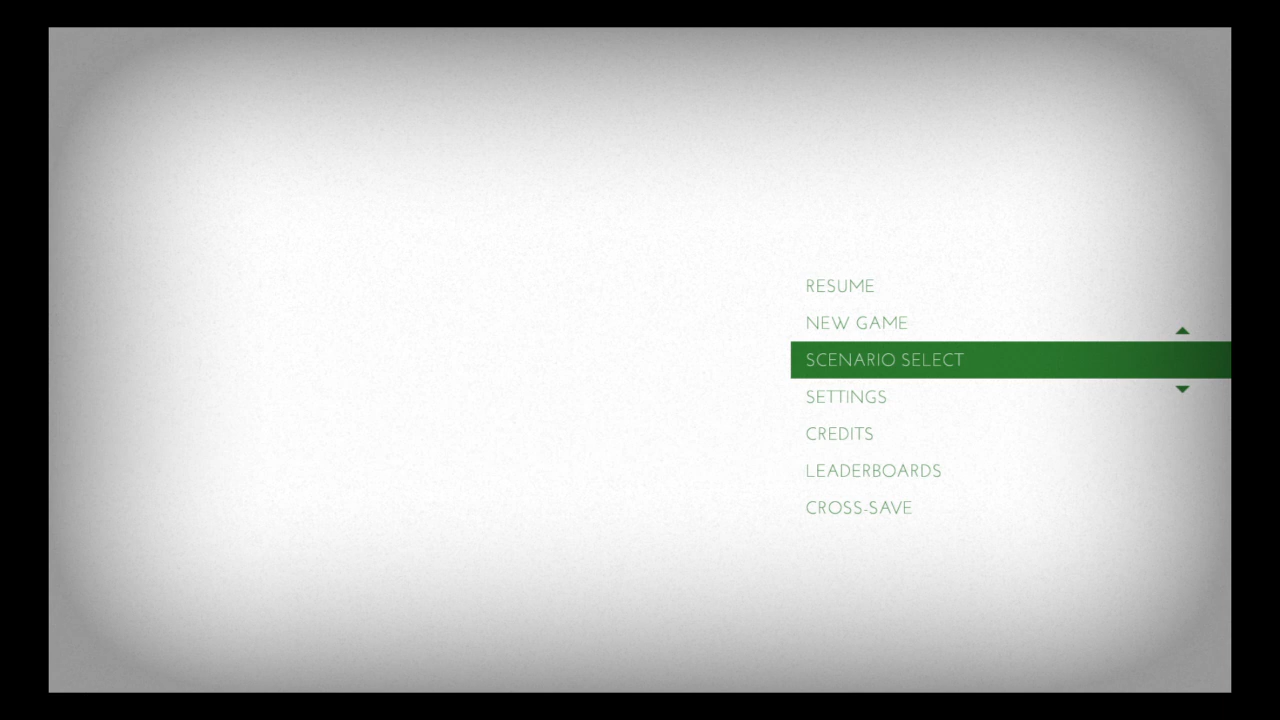 RESUME
NEW GAME
SCENARIO SELECT
SETTINGS
CREDITS
LEADERBOARDS
CROSS-SAVE